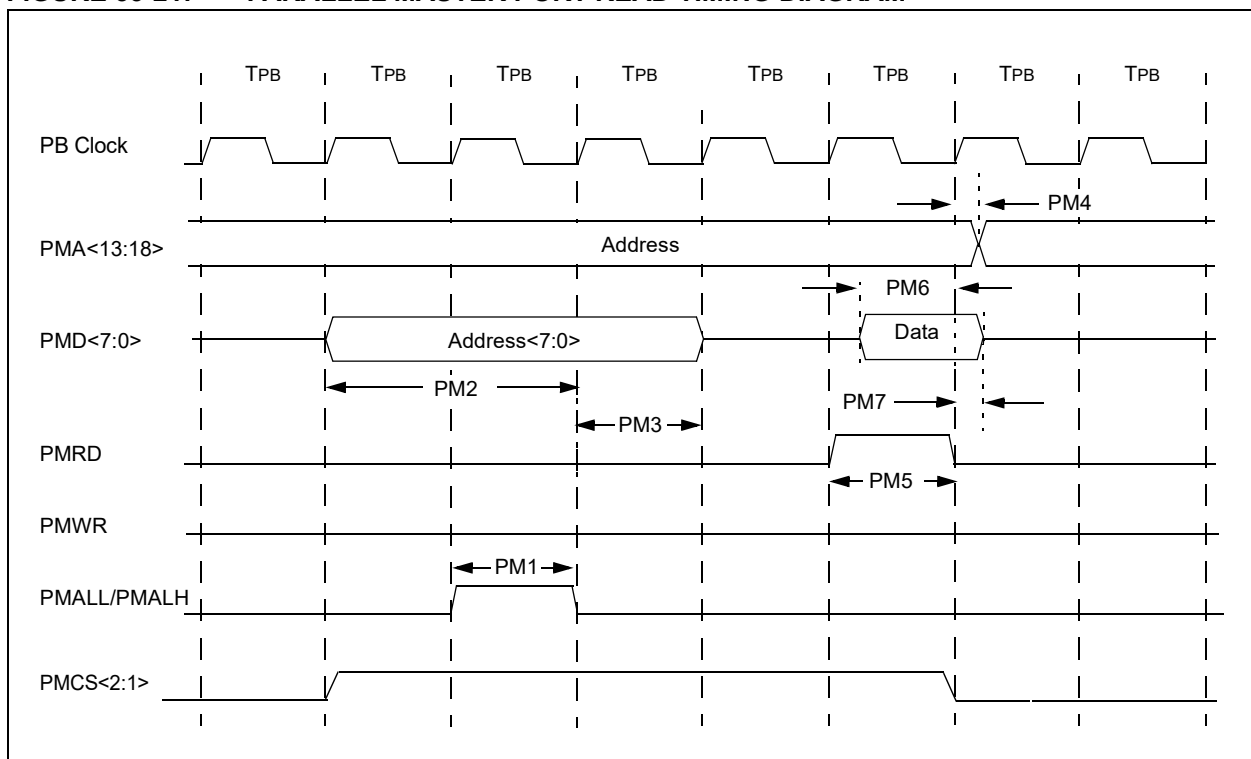 TPB TPB TPB TPB TPB TPB TPB TPB
PB Clock
PM4
PMA<13:18>
Address
PM6
PMD<7:0>
Address<7:0>
Data
PM2
PM7
PM3
PMRD
PM5
PMWR
PM1
PMALL/PMALH
PMCS<2:1>